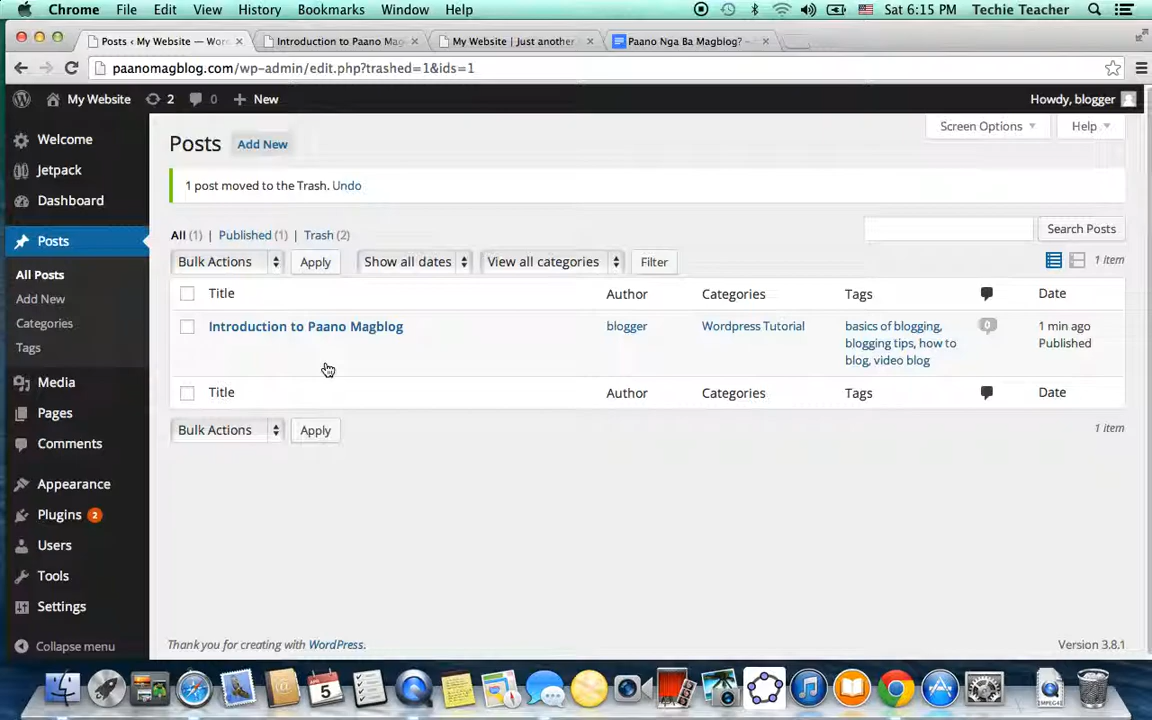 Chrome File Edit View History Bookmarks Window Help Sat 6:15 PM Techie Teacher
Posts ‹ My Website — Wor Introduction to Paano Mag My Website | Just another Paano Nga Ba Magblog? –
paanomagblog.com/wp-admin/edit.php?trashed=1&ids=1
My Website 2 0 New Howdy, blogger
Screen Options Help
Welcome
Jetpack
Dashboard
Posts
All Posts
Add New
Categories
Tags
Media
Pages
Comments
Appearance
Plugins 2
Users
Tools
Settings
Collapse menu
Posts Add New
1 post moved to the Trash. Undo
All (1) | Published (1) | Trash (2)
Search Posts
Bulk Actions Apply Show all dates View all categories Filter 1 item
Title Author Categories Tags Date
Introduction to Paano Magblog blogger Wordpress Tutorial basics of blogging, 0 1 min ago
blogging tips, how to Published
blog, video blog
Title Author Categories Tags Date
Bulk Actions Apply 1 item
Thank you for creating with WordPress. Version 3.8.1
5